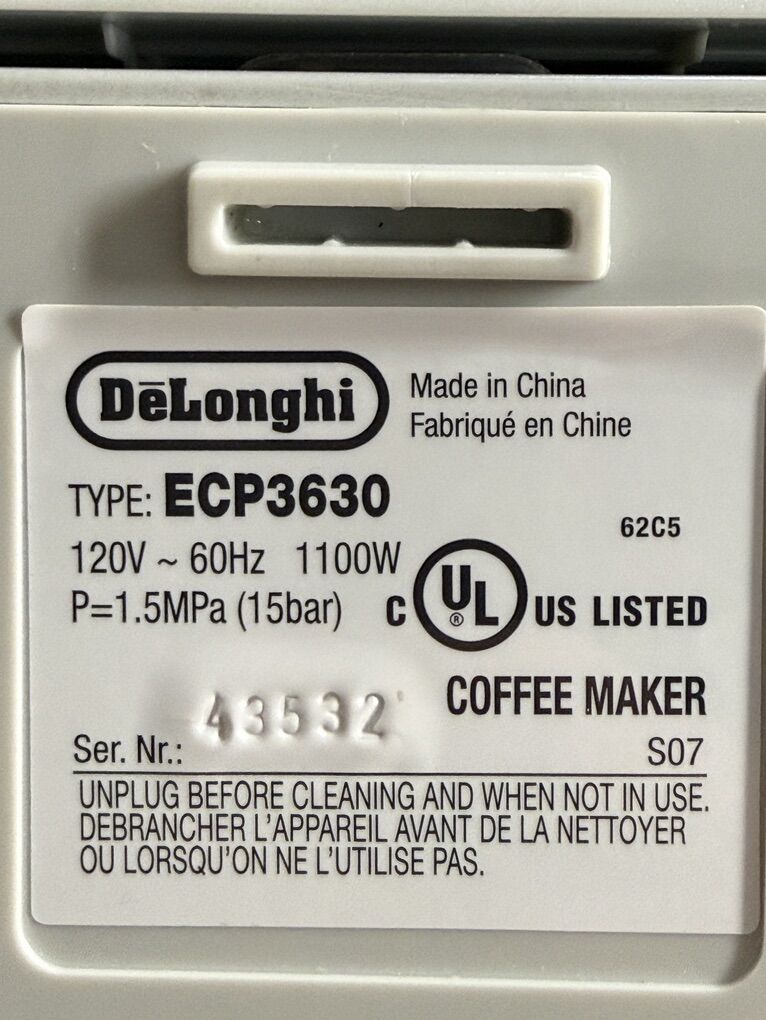 DēLonghi
Made in China
Fabriqué en Chine
TYPE: ECP3630
62C5
120V ~ 60Hz 1100W
P=1.5MPa (15bar)
C UL ® US LISTED
43532
COFFEE MAKER
Ser. Nr.:
S07
UNPLUG BEFORE CLEANING AND WHEN NOT IN USE.
DEBRANCHER L'APPAREIL AVANT DE LA NETTOYER
OU LORSQU'ON NE L'UTILISE PAS.